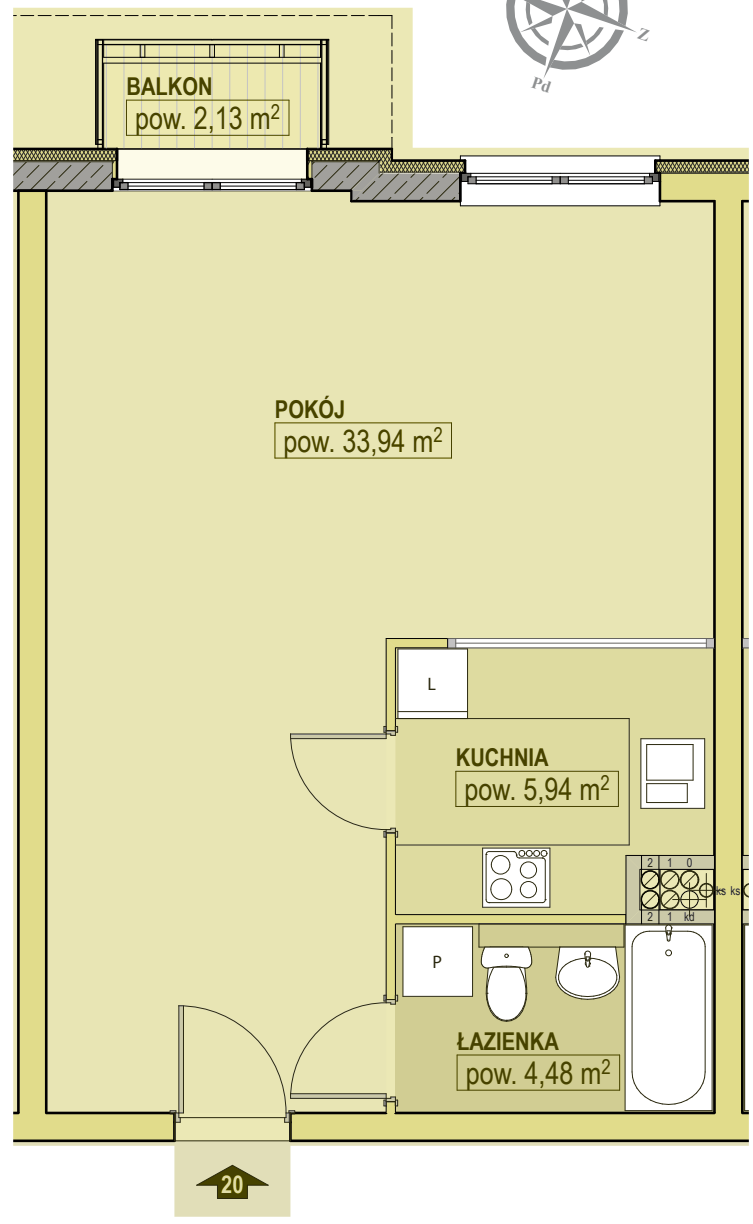 Z
Pd
BALKON
pow. 2,13 m²
POKÓJ
pow. 33,94 m²
L
KUCHNIA
pow. 5,94 m²
2 1 0
ks ks
2 1 kd
P
ŁAZIENKA
pow. 4,48 m²
20